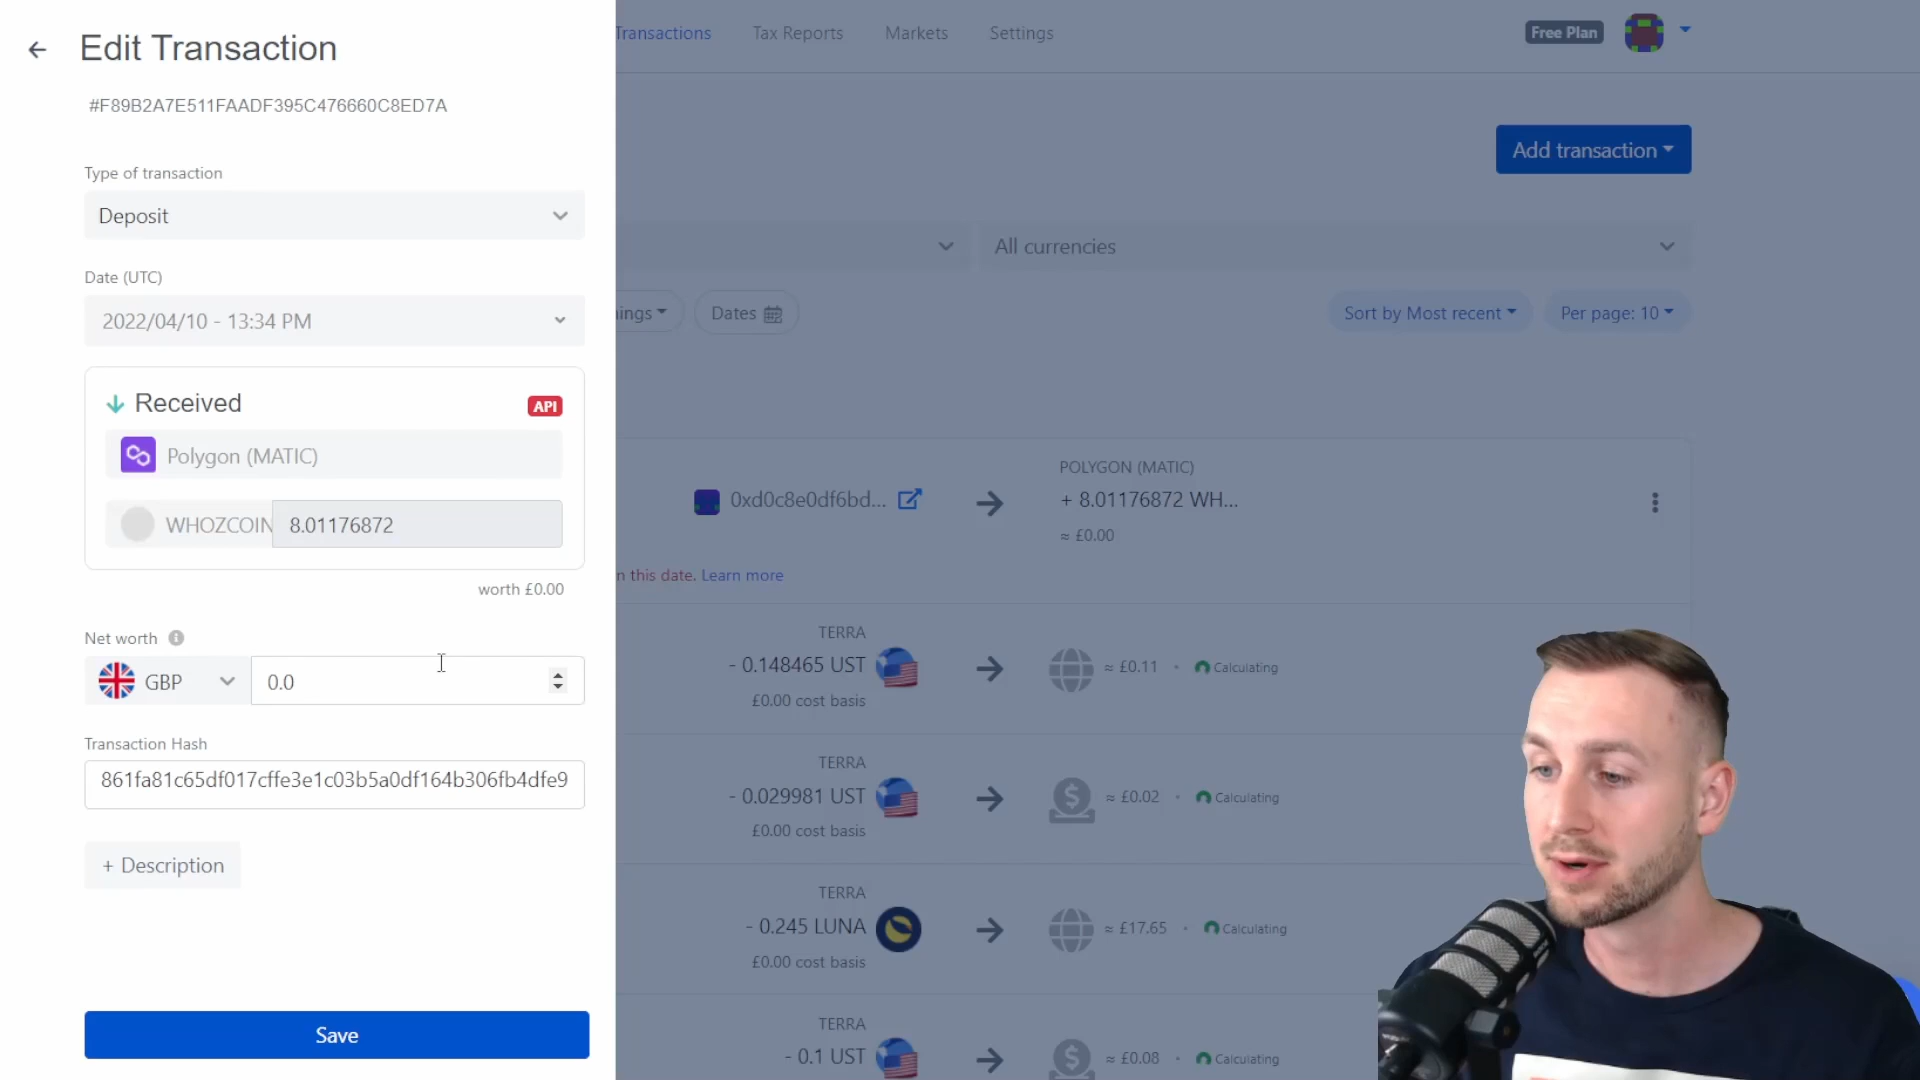 Edit Transaction
#F89B2A7E511FAADF395C476660C8ED7A
Type of transaction
Deposit
Date (UTC)
2022/04/10 - 13:34 PM
Received
API
Polygon (MATIC)
WHOZCOIN
8.01176872
worth £0.00
Net worth
GBP
0.0
Transaction Hash
861fa81c65df017cffe3e1c03b5a0df164b306fb4dfe9
+ Description
Save
Transactions
Tax Reports
Markets
Settings
Free Plan
Add transaction
All currencies
ings
Dates
Sort by Most recent
Per page: 10
0xd0c8e0df6bd...
POLYGON (MATIC)
+ 8.01176872 WH...
≈ £0.00
n this date. Learn more
TERRA
- 0.148465 UST
£0.00 cost basis
≈ £0.11 • Calculating
TERRA
- 0.029981 UST
£0.00 cost basis
≈ £0.02 • Calculating
TERRA
- 0.245 LUNA
£0.00 cost basis
≈ £17.65 • Calculating
TERRA
- 0.1 UST
≈ £0.08 • Calculating